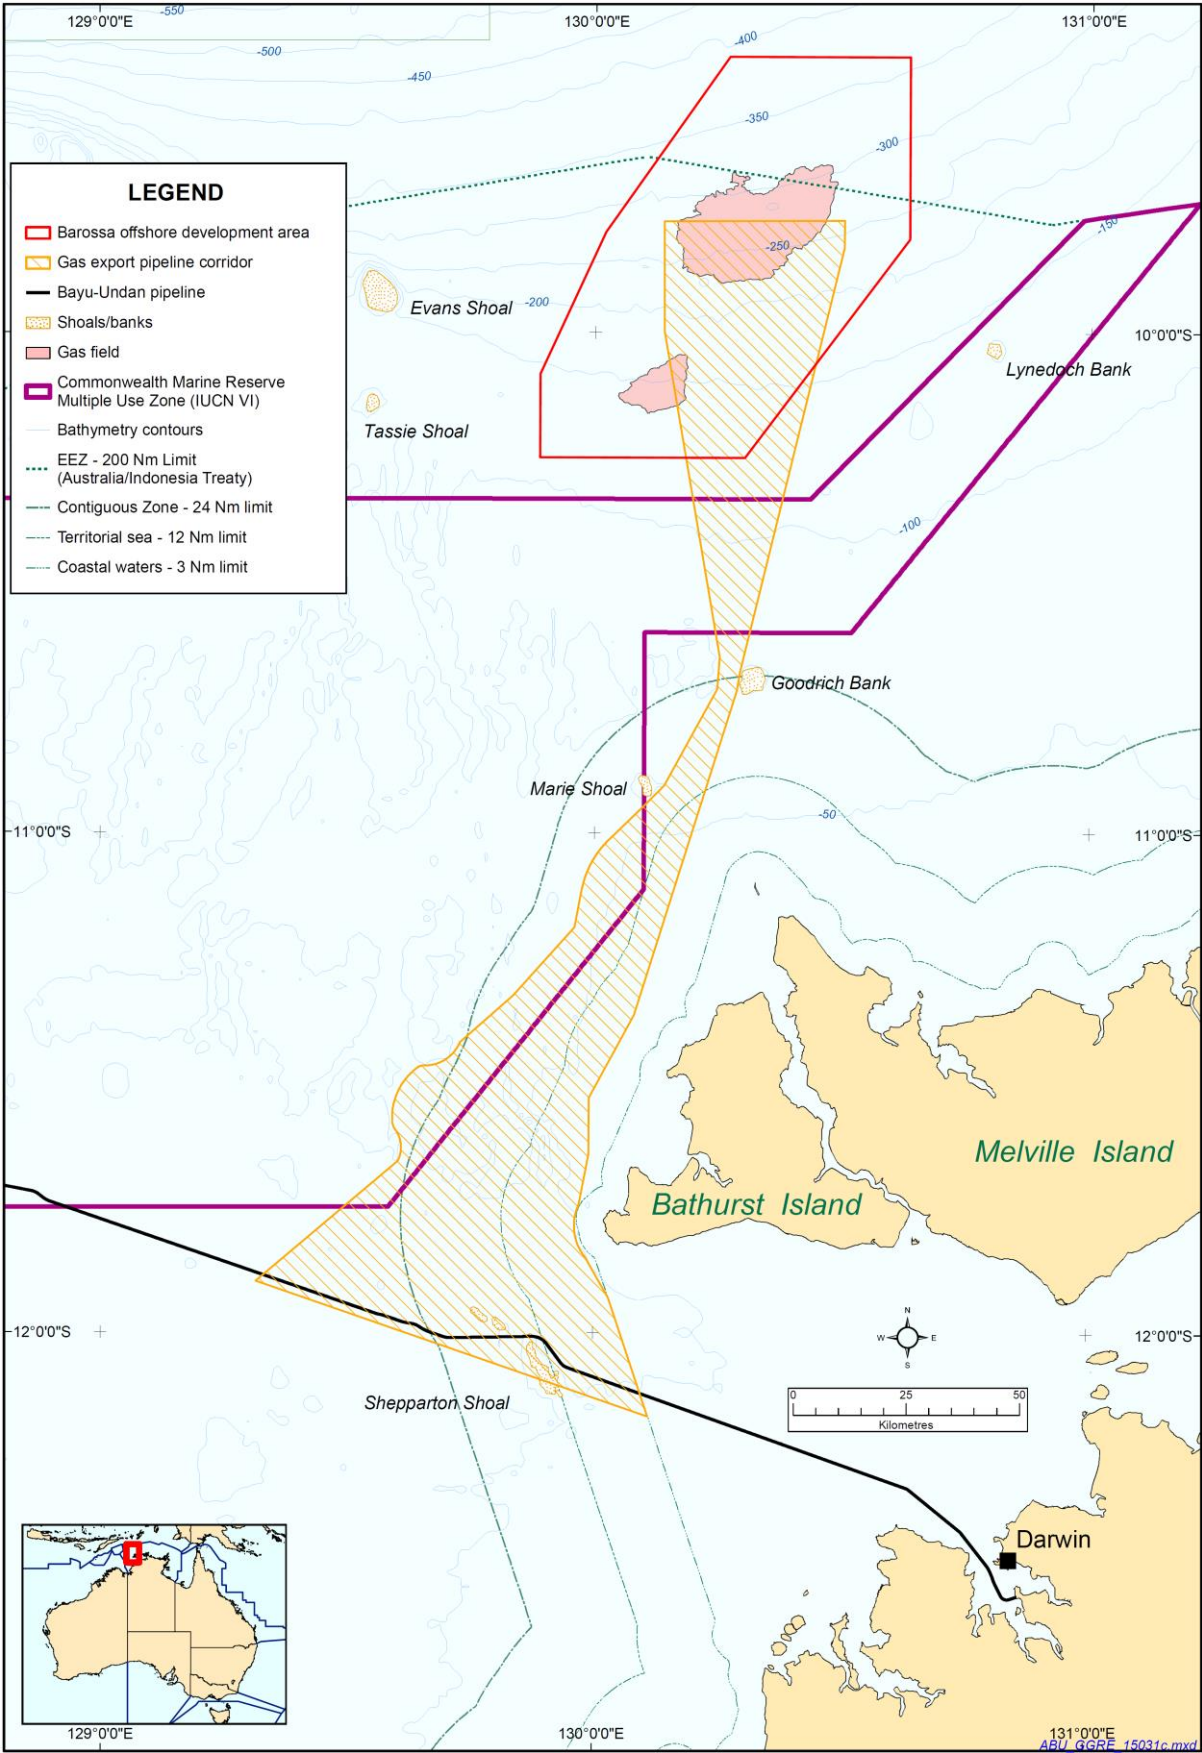 129°0'0"E
130°0'0"E
131°0'0"E
-550
-500
-450
-400
-350
-300
-250
-200
-150
-100
-50
LEGEND
Barossa offshore development area
Gas export pipeline corridor
Bayu-Undan pipeline
Shoals/banks
Gas field
Commonwealth Marine Reserve
Multiple Use Zone (IUCN VI)
Bathymetry contours
EEZ - 200 Nm Limit
(Australia/Indonesia Treaty)
Contiguous Zone - 24 Nm limit
Territorial sea - 12 Nm limit
Coastal waters - 3 Nm limit
Evans Shoal
10°0'0"S
Lynedoch Bank
Tassie Shoal
Goodrich Bank
Marie Shoal
11°0'0"S
11°0'0"S
Melville Island
Bathurst Island
12°0'0"S
12°0'0"S
N
W
E
S
0
25
50
Kilometres
Shepparton Shoal
Darwin
129°0'0"E
130°0'0"E
131°0'0"E
ABU_GGRE_15031c.mxd